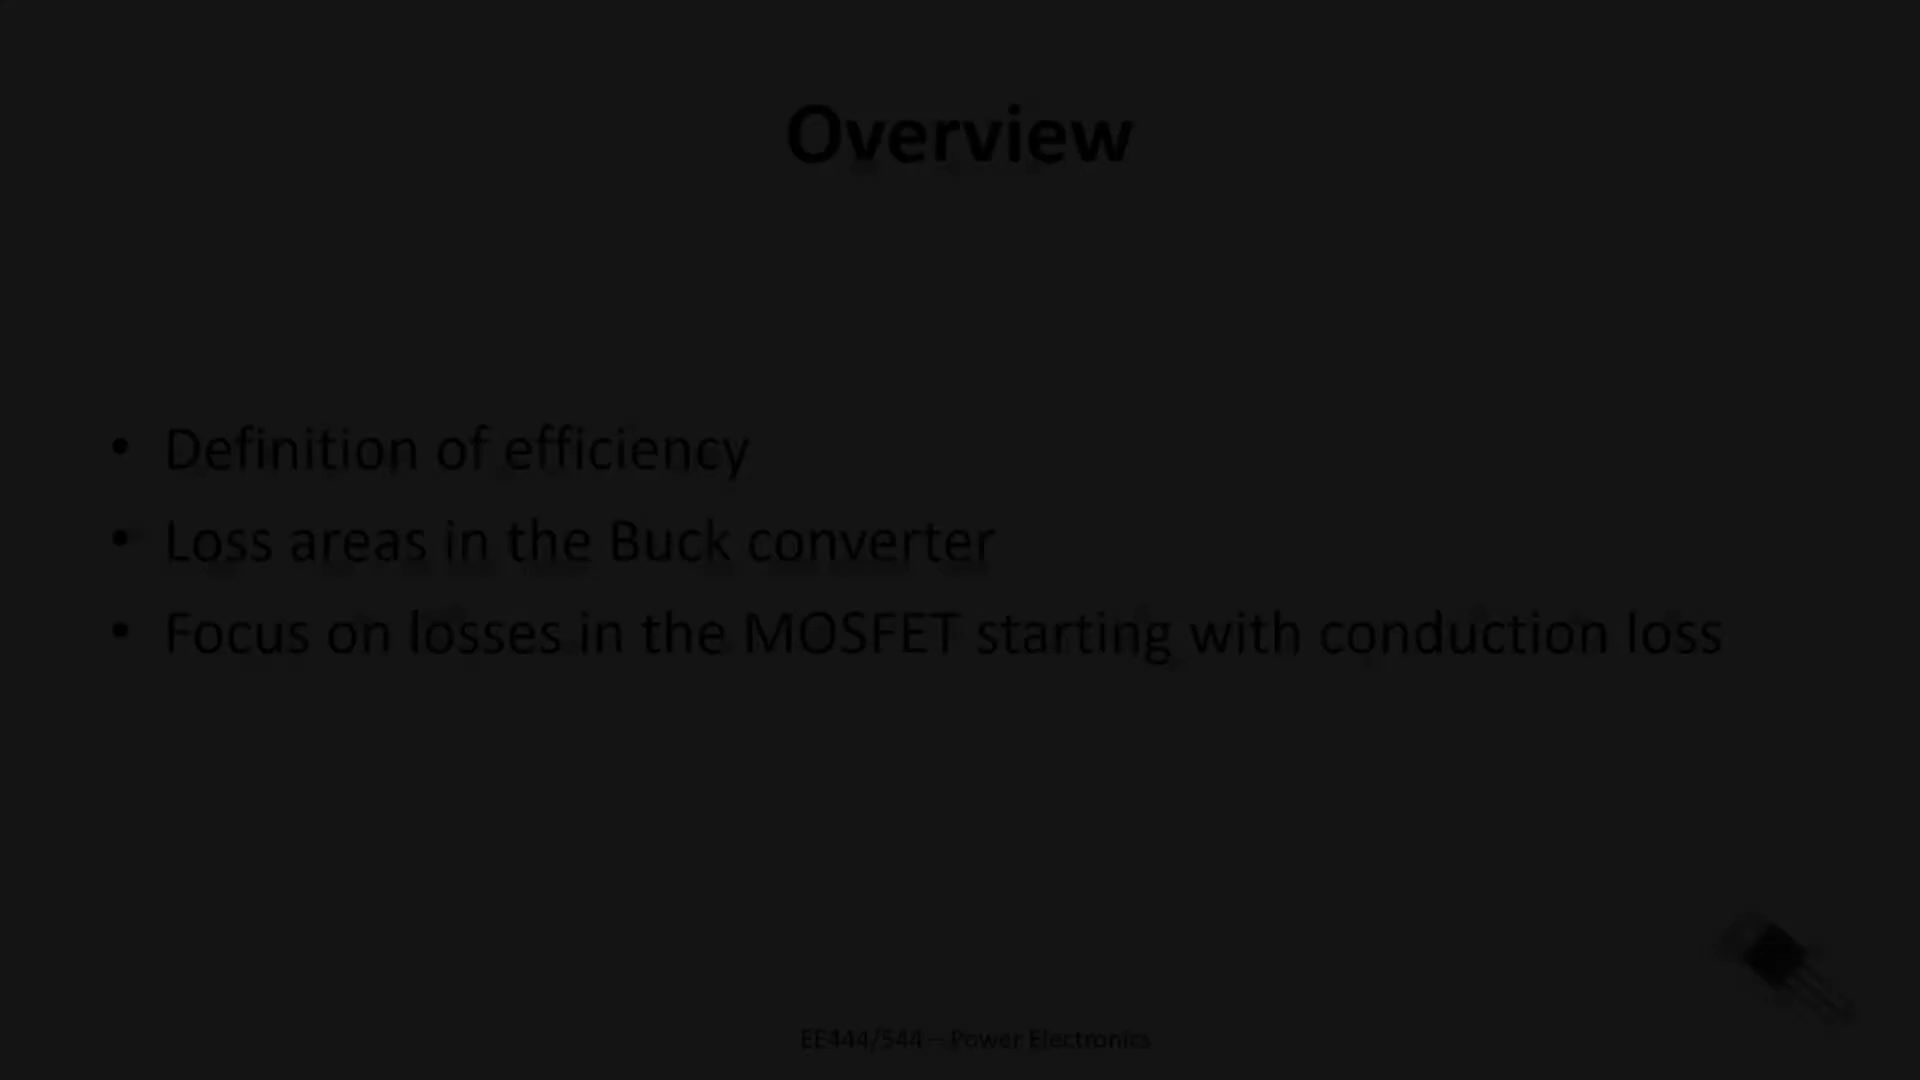 Overview
• Definition of efficiency
• Loss areas in the Buck converter
• Focus on losses in the MOSFET starting with conduction loss
EE444/544 – Power Electronics